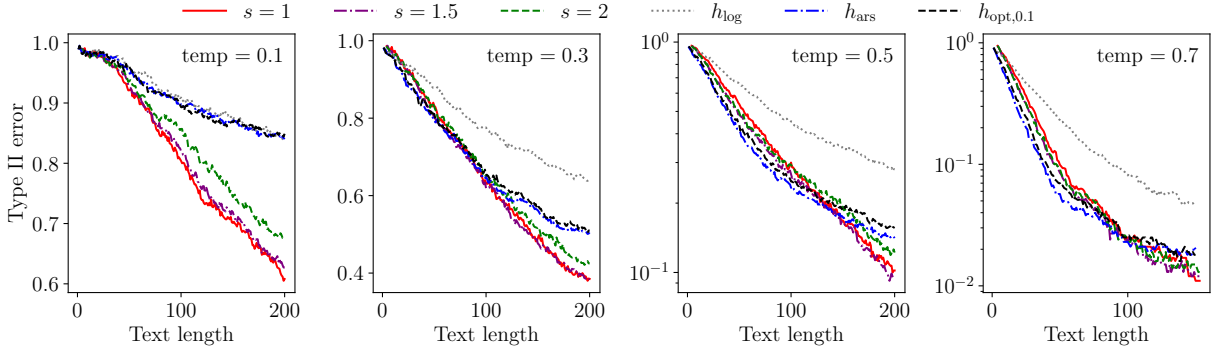 s = 1 s = 1.5 s = 2 h_log h_ars h_opt,0.1
Type II error
1.0
0.9
0.8
0.7
0.6
0 100 200
Text length
temp = 0.1
1.0
0.8
0.6
0.4
0 100 200
Text length
temp = 0.3
10^0
10^−1
0 100 200
Text length
temp = 0.5
10^0
10^−1
10^−2
0 100
Text length
temp = 0.7